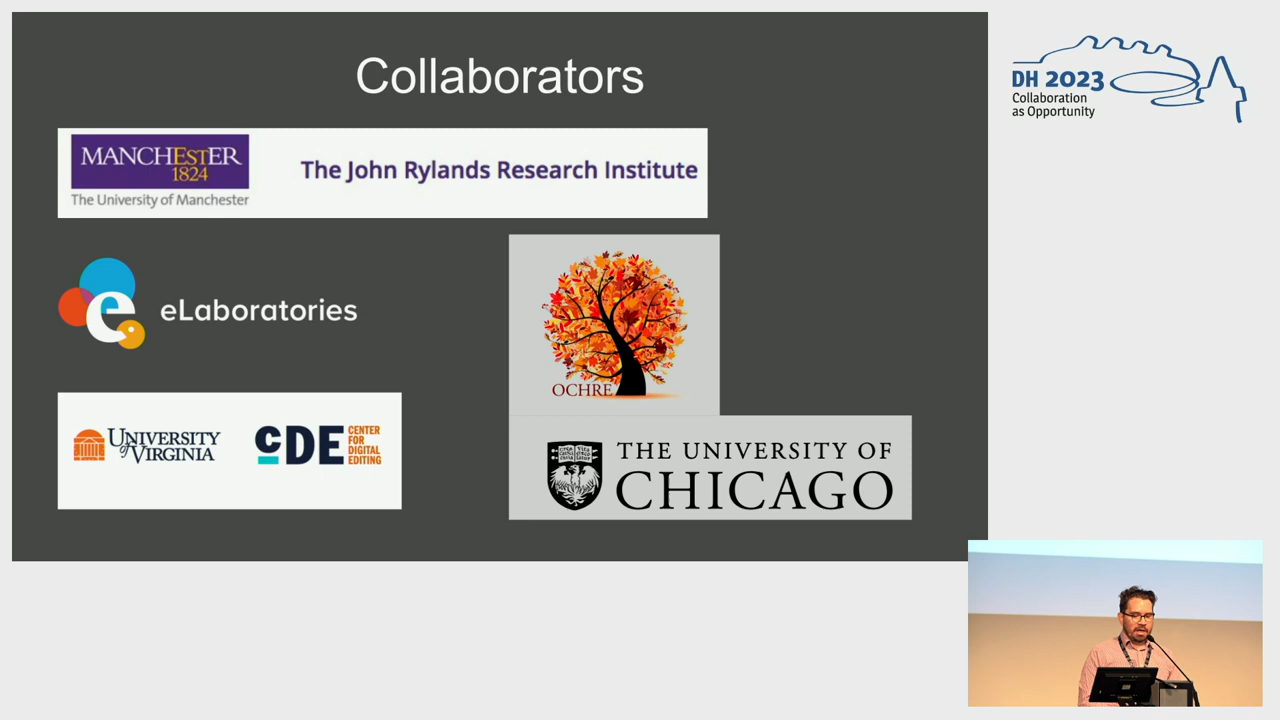 Collaborators
MANCHESTER
1824
The University of Manchester
The John Rylands Research Institute
e eLaboratories
OCHRE
UNIVERSITY
of VIRGINIA
CDE
CENTER
FOR
DIGITAL
EDITING
THE UNIVERSITY OF
CHICAGO
DH 2023
Collaboration
as Opportunity